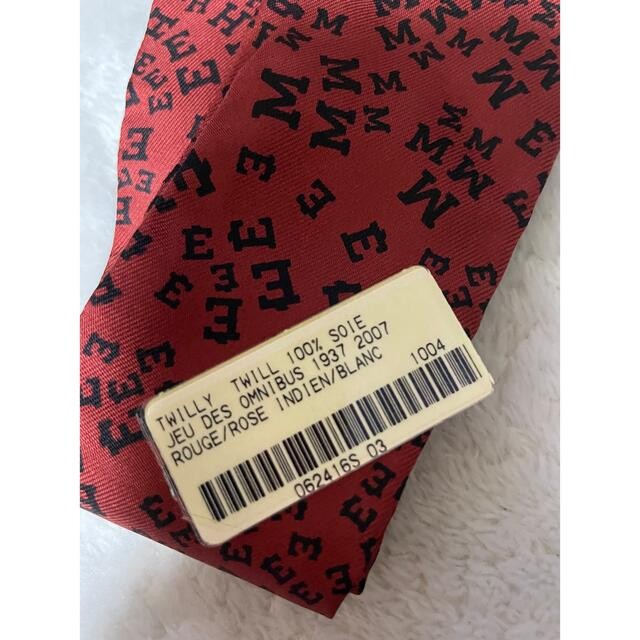 TWILLY TWILL 100% SOIE
JEU DES OMNIBUS 1937 2007
ROUGE/ROSE INDIEN/BLANC 1004
062416S 03